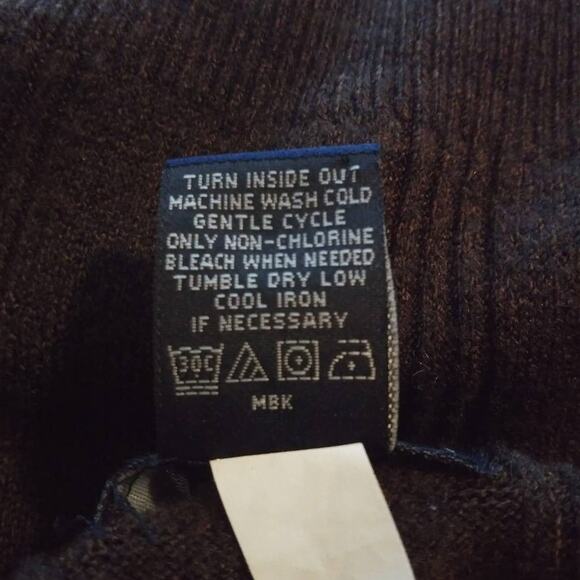 TURN INSIDE OUT
MACHINE WASH COLD
GENTLE CYCLE
ONLY NON-CHLORINE
BLEACH WHEN NEEDED
TUMBLE DRY LOW
COOL IRON
IF NECESSARY
30C
MBK